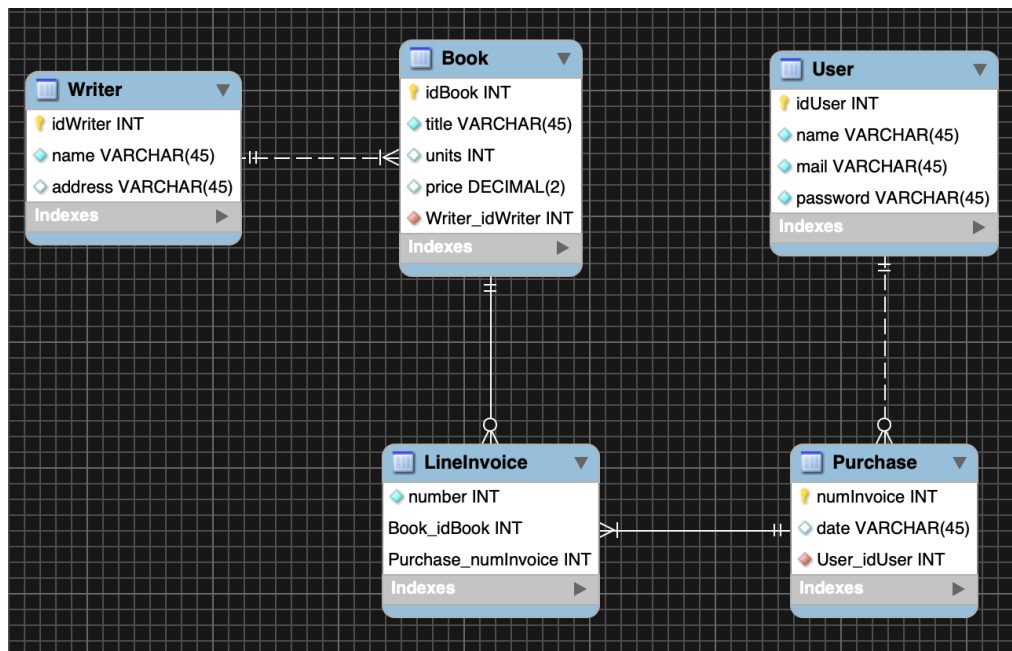 Writer
idWriter INT
name VARCHAR(45)
address VARCHAR(45)
Indexes
Book
idBook INT
title VARCHAR(45)
units INT
price DECIMAL(2)
Writer_idWriter INT
Indexes
User
idUser INT
name VARCHAR(45)
mail VARCHAR(45)
password VARCHAR(45)
Indexes
LineInvoice
number INT
Book_idBook INT
Purchase_numInvoice INT
Indexes
Purchase
numInvoice INT
date VARCHAR(45)
User_idUser INT
Indexes